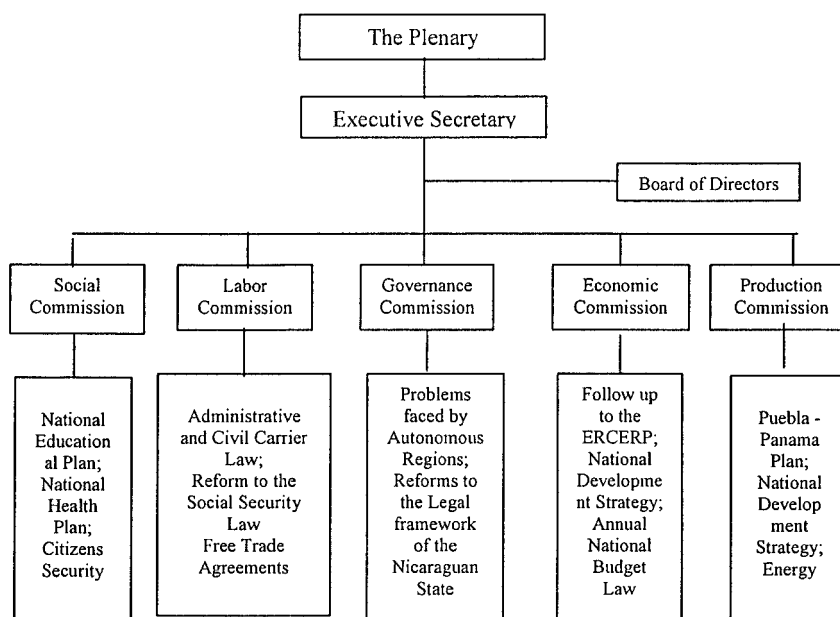 The Plenary
Executive Secretary
Board of Directors
Social
Commission
Labor
Commission
Governance
Commission
Economic
Commission
Production
Commission
National
Education
al Plan;
National
Health
Plan;
Citizens
Security
Administrative
and Civil Carrier
Law;
Reform to the
Social Security
Law
Free Trade
Agreements
Problems
faced by
Autonomous
Regions;
Reforms to
the Legal
framework
of the
Nicaraguan
State
Follow up
to the
ERCERP;
National
Developme
nt Strategy;
Annual
National
Budget
Law
Puebla -
Panama
Plan;
National
Develop
ment
Strategy;
Energy